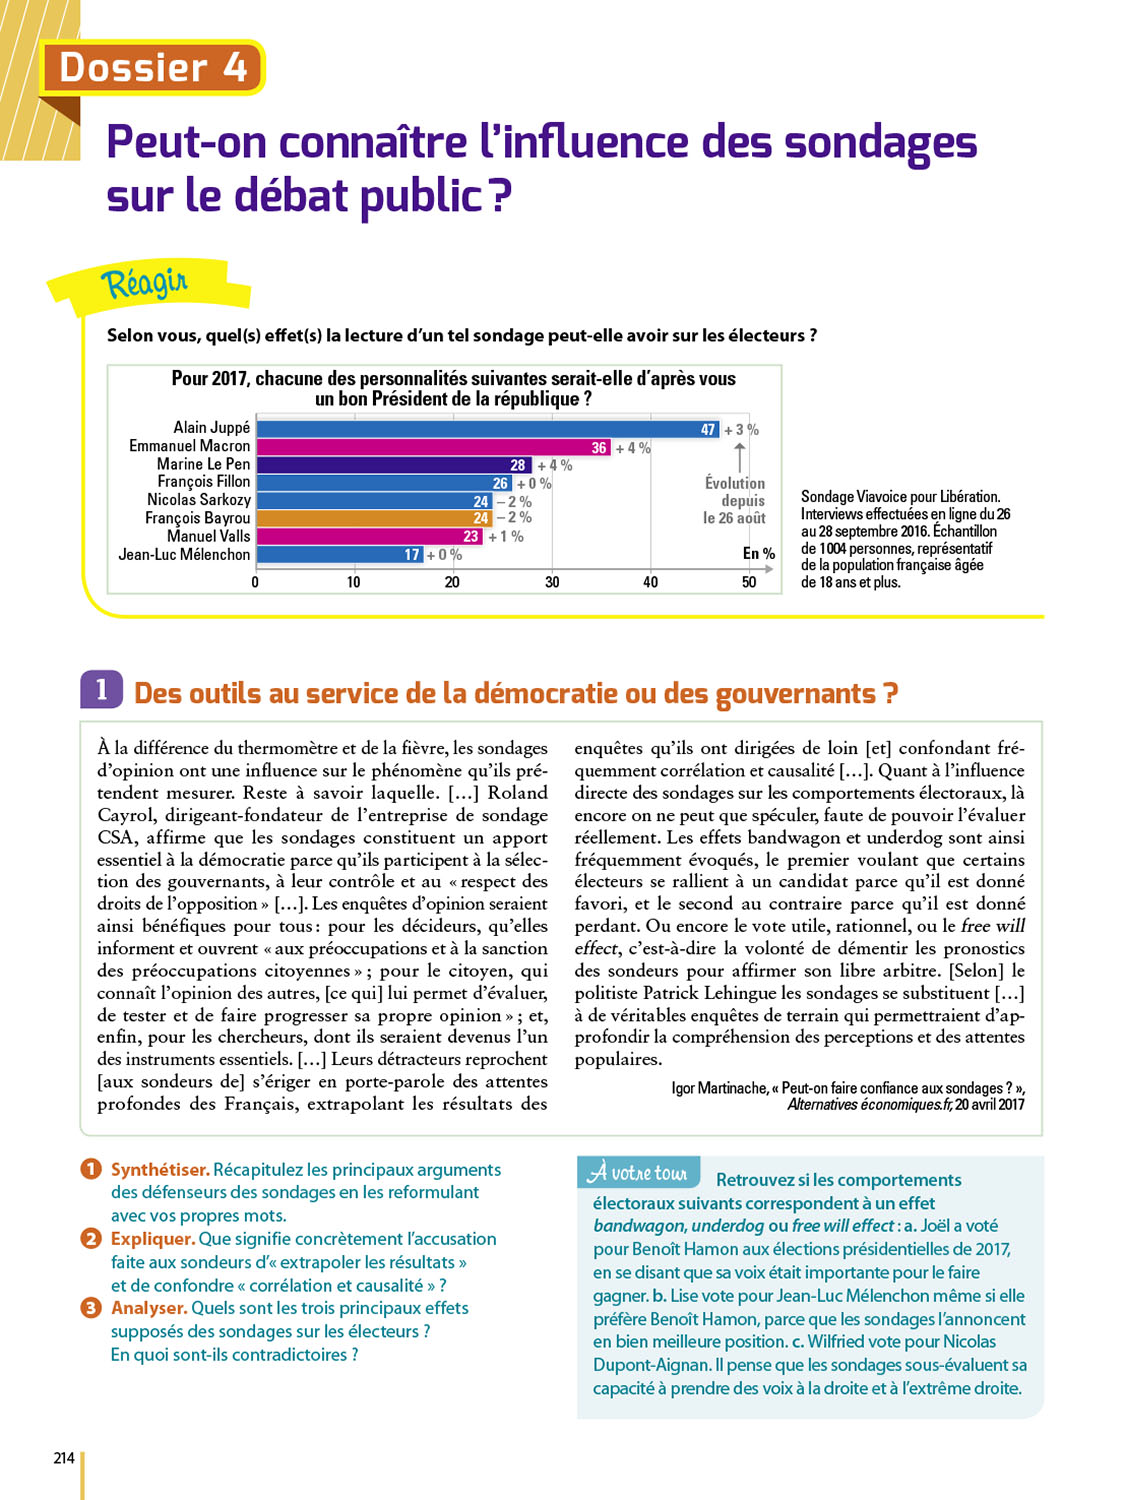 Dossier 4
Peut-on connaître l'influence des sondages
sur le débat public ?
Réagir
Selon vous, quel(s) effet(s) la lecture d'un tel sondage peut-elle avoir sur les électeurs ?
Pour 2017, chacune des personnalités suivantes serait-elle d'après vous
un bon Président de la république ?
Alain Juppé 47 + 3 %
Emmanuel Macron 36 + 4 %
Marine Le Pen 28 + 4 %
François Fillon 26 + 0 %
Nicolas Sarkozy 24 – 2 %
François Bayrou 24 – 2 %
Manuel Valls 23 + 1 %
Jean-Luc Mélenchon 17 + 0 %
Évolution
depuis
le 26 août
En %
0 10 20 30 40 50
Sondage Viavoice pour Libération.
Interviews effectuées en ligne du 26
au 28 septembre 2016. Échantillon
de 1004 personnes, représentatif
de la population française âgée
de 18 ans et plus.
1 Des outils au service de la démocratie ou des gouvernants ?
À la différence du thermomètre et de la fièvre, les sondages
d'opinion ont une influence sur le phénomène qu'ils pré-
tendent mesurer. Reste à savoir laquelle. […] Roland
Cayrol, dirigeant-fondateur de l'entreprise de sondage
CSA, affirme que les sondages constituent un apport
essentiel à la démocratie parce qu'ils participent à la sélec-
tion des gouvernants, à leur contrôle et au « respect des
droits de l'opposition » […]. Les enquêtes d'opinion seraient
ainsi bénéfiques pour tous : pour les décideurs, qu'elles
informent et ouvrent « aux préoccupations et à la sanction
des préoccupations citoyennes » ; pour le citoyen, qui
connaît l'opinion des autres, [ce qui] lui permet d'évaluer,
de tester et de faire progresser sa propre opinion » ; et,
enfin, pour les chercheurs, dont ils seraient devenus l'un
des instruments essentiels. […] Leurs détracteurs reprochent
[aux sondeurs de] s'ériger en porte-parole des attentes
profondes des Français, extrapolant les résultats des
enquêtes qu'ils ont dirigées de loin [et] confondant fré-
quemment corrélation et causalité […]. Quant à l'influence
directe des sondages sur les comportements électoraux, là
encore on ne peut que spéculer, faute de pouvoir l'évaluer
réellement. Les effets bandwagon et underdog sont ainsi
fréquemment évoqués, le premier voulant que certains
électeurs se rallient à un candidat parce qu'il est donné
favori, et le second au contraire parce qu'il est donné
perdant. Ou encore le vote utile, rationnel, ou le free will
effect, c'est-à-dire la volonté de démentir les pronostics
des sondeurs pour affirmer son libre arbitre. [Selon] le
politiste Patrick Lehingue les sondages se substituent […]
à de véritables enquêtes de terrain qui permettraient d'ap-
profondir la compréhension des perceptions et des attentes
populaires.
Igor Martinache, « Peut-on faire confiance aux sondages ? »,
Alternatives économiques.fr, 20 avril 2017
1 Synthétiser. Récapitulez les principaux arguments
des défenseurs des sondages en les reformulant
avec vos propres mots.
2 Expliquer. Que signifie concrètement l'accusation
faite aux sondeurs d'« extrapoler les résultats »
et de confondre « corrélation et causalité » ?
3 Analyser. Quels sont les trois principaux effets
supposés des sondages sur les électeurs ?
En quoi sont-ils contradictoires ?
À votre tour Retrouvez si les comportements
électoraux suivants correspondent à un effet
bandwagon, underdog ou free will effect : a. Joël a voté
pour Benoît Hamon aux élections présidentielles de 2017,
en se disant que sa voix était importante pour le faire
gagner. b. Lise vote pour Jean-Luc Mélenchon même si elle
préfère Benoît Hamon, parce que les sondages l'annoncent
en bien meilleure position. c. Wilfried vote pour Nicolas
Dupont-Aignan. Il pense que les sondages sous-évaluent sa
capacité à prendre des voix à la droite et à l'extrême droite.
214